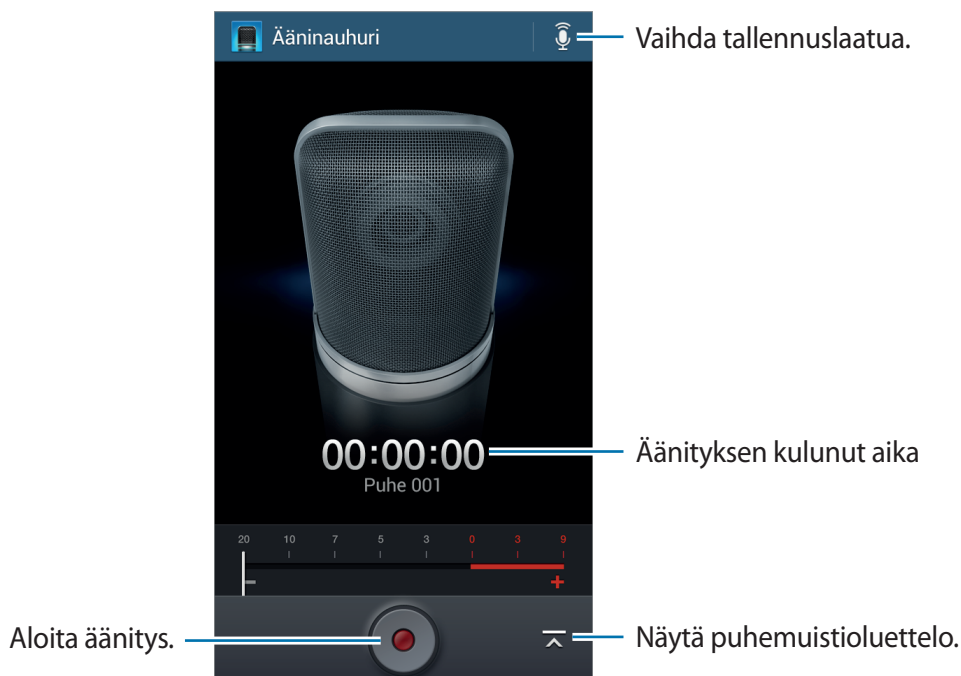 Ääninauhuri
Vaihda tallennuslaatua.
00:00:00
Äänityksen kulunut aika
Puhe 001
20 10 7 5 3 0 3 9
- +
Aloita äänitys.
Näytä puhemuistioluettelo.